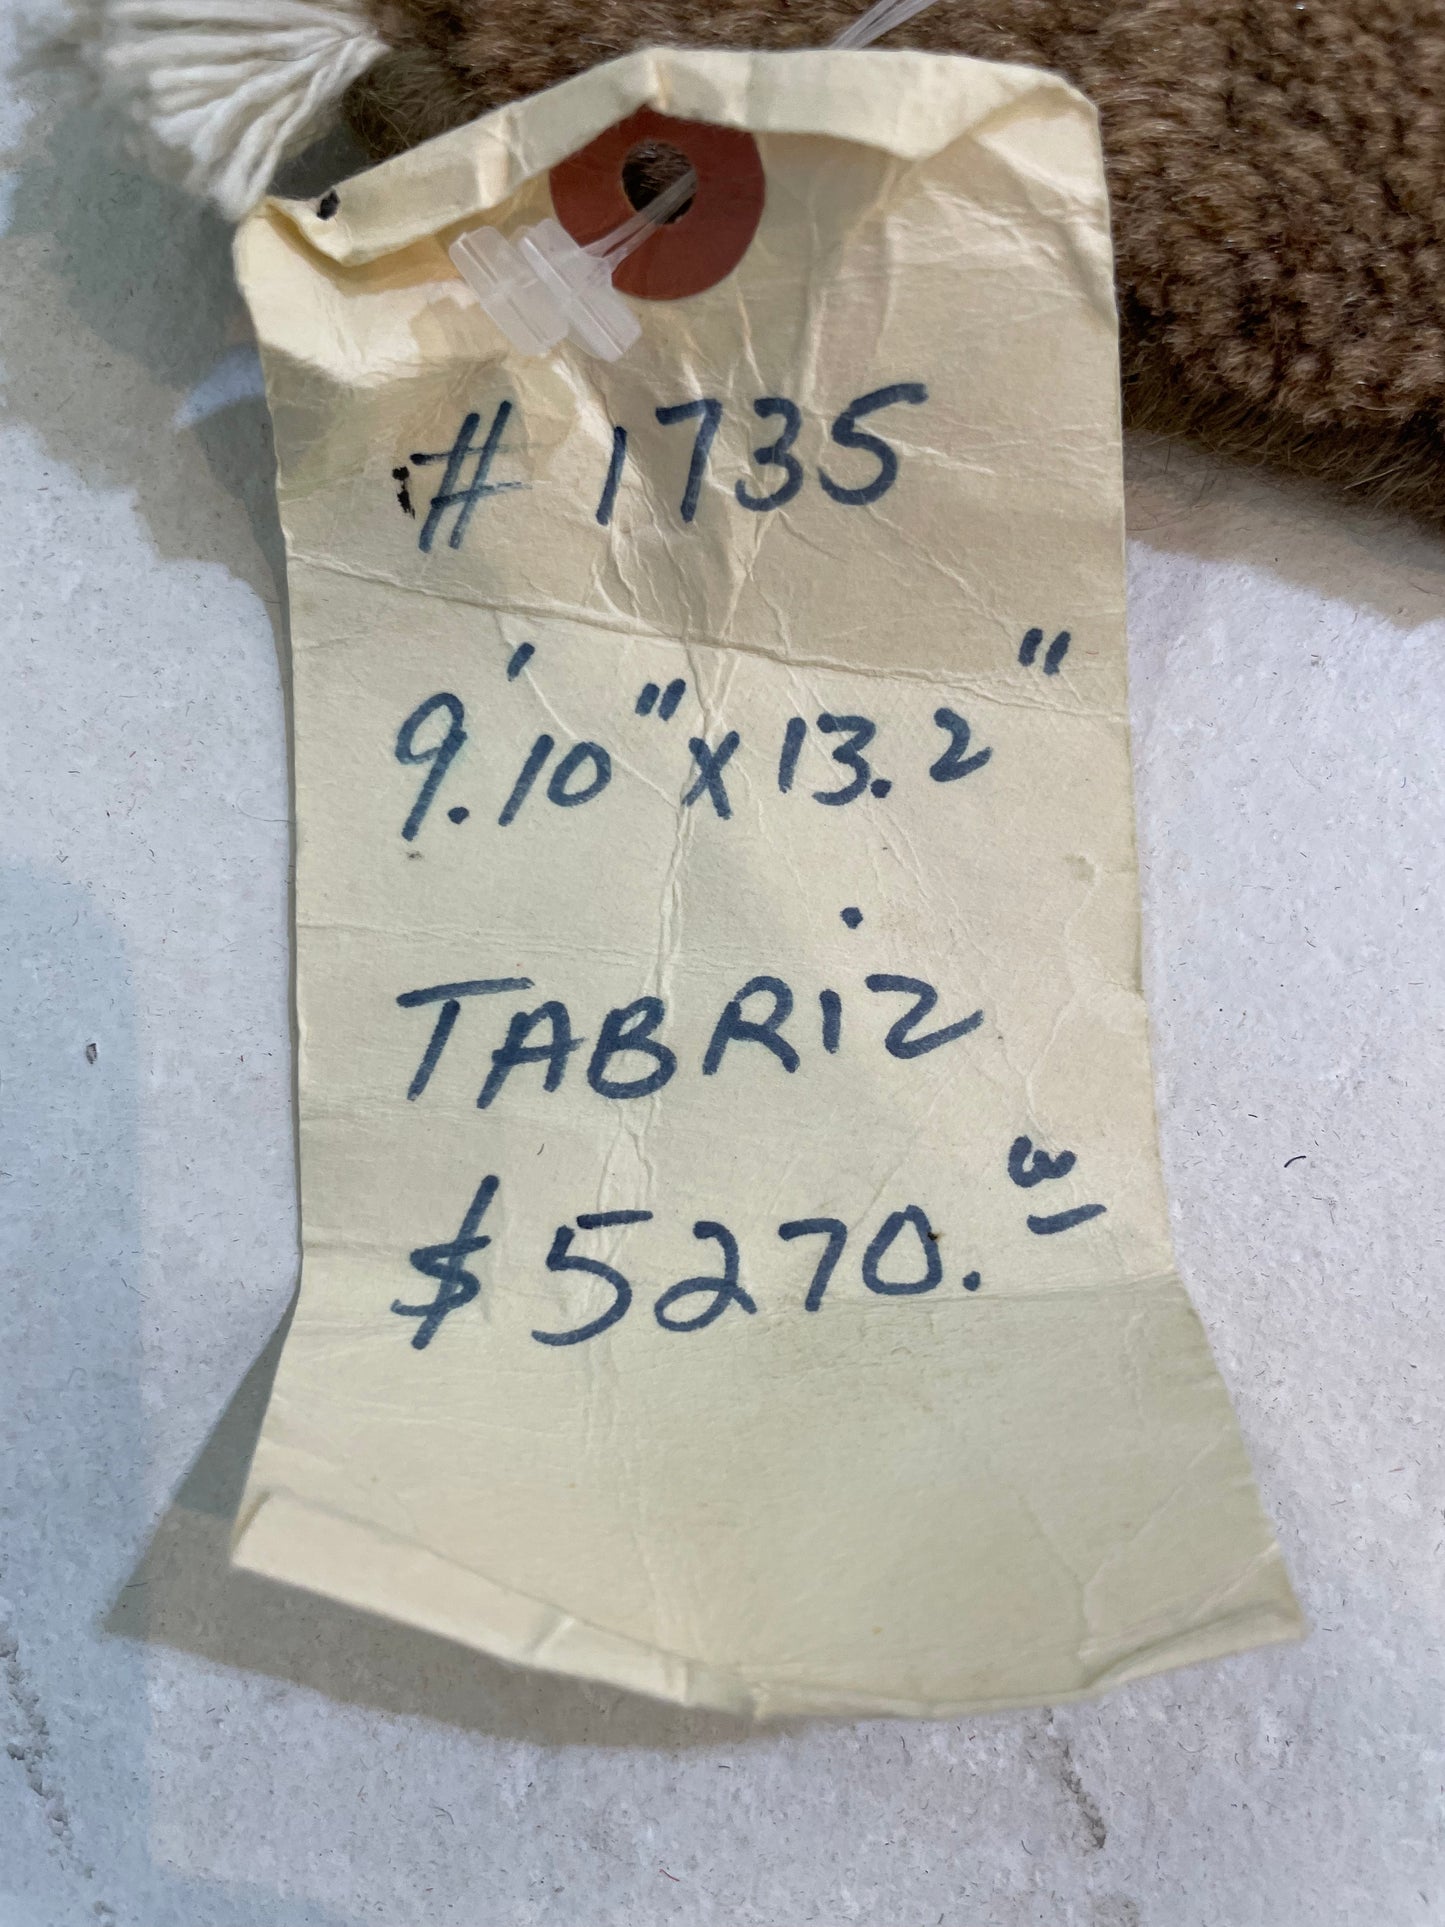 # 1735
9.'10" x 13.2"
TABRIZ
$5270.00